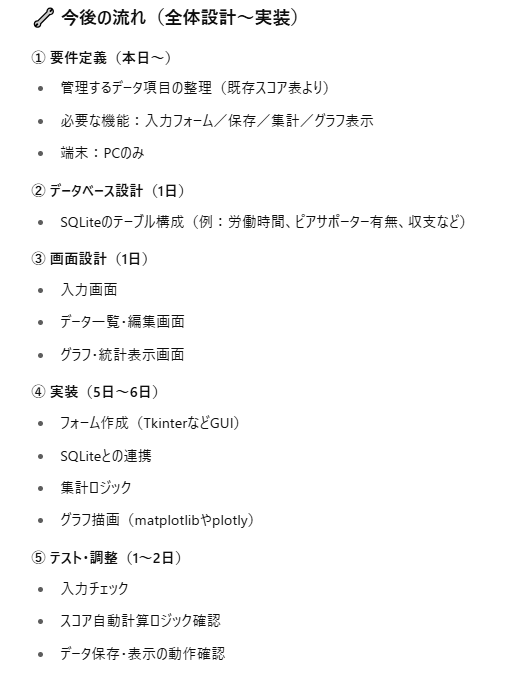 今後の流れ（全体設計～実装）
① 要件定義（本日～）
• 管理するデータ項目の整理（既存スコア表より）
• 必要な機能：入力フォーム／保存／集計／グラフ表示
• 端末：PCのみ
② データベース設計（1日）
• SQLiteのテーブル構成（例：労働時間、ピアサポーター有無、収支など）
③ 画面設計（1日）
• 入力画面
• データ一覧・編集画面
• グラフ・統計表示画面
④ 実装（5日～6日）
• フォーム作成（TkinterなどGUI）
• SQLiteとの連携
• 集計ロジック
• グラフ描画（matplotlibやplotly）
⑤ テスト・調整（1～2日）
• 入力チェック
• スコア自動計算ロジック確認
• データ保存・表示の動作確認